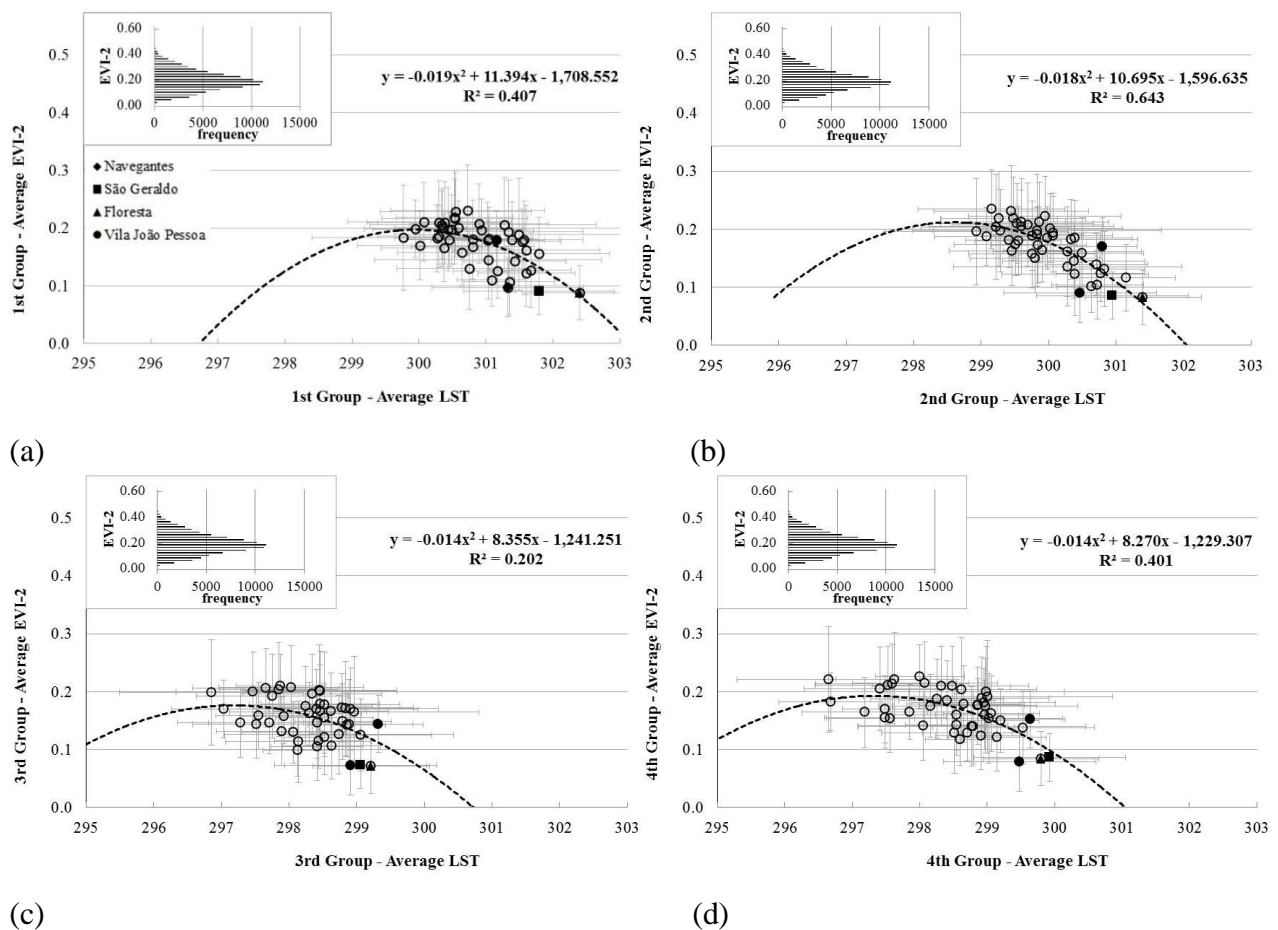 0.60
0.40
0.20
0.00
EVI-2
0 5000 10000 15000
frequency
y = -0.019x² + 11.394x - 1,708.552
R² = 0.407
◆ Navegantes
■ São Geraldo
▲ Floresta
● Vila João Pessoa
0.5
0.4
0.3
0.2
0.1
0.0
1st Group - Average EVI-2
295 296 297 298 299 300 301 302 303
1st Group - Average LST
(a)
0.60
0.40
0.20
0.00
EVI-2
0 5000 10000 15000
frequency
y = -0.018x² + 10.695x - 1,596.635
R² = 0.643
0.5
0.4
0.3
0.2
0.1
0.0
2nd Group - Average EVI-2
295 296 297 298 299 300 301 302 303
2nd Group - Average LST
(b)
0.60
0.40
0.20
0.00
EVI-2
0 5000 10000 15000
frequency
y = -0.014x² + 8.355x - 1,241.251
R² = 0.202
0.5
0.4
0.3
0.2
0.1
0.0
3rd Group - Average EVI-2
295 296 297 298 299 300 301 302 303
3rd Group - Average LST
(c)
0.60
0.40
0.20
0.00
EVI-2
0 5000 10000 15000
frequency
y = -0.014x² + 8.270x - 1,229.307
R² = 0.401
0.5
0.4
0.3
0.2
0.1
0.0
4th Group - Average EVI-2
295 296 297 298 299 300 301 302 303
4th Group - Average LST
(d)